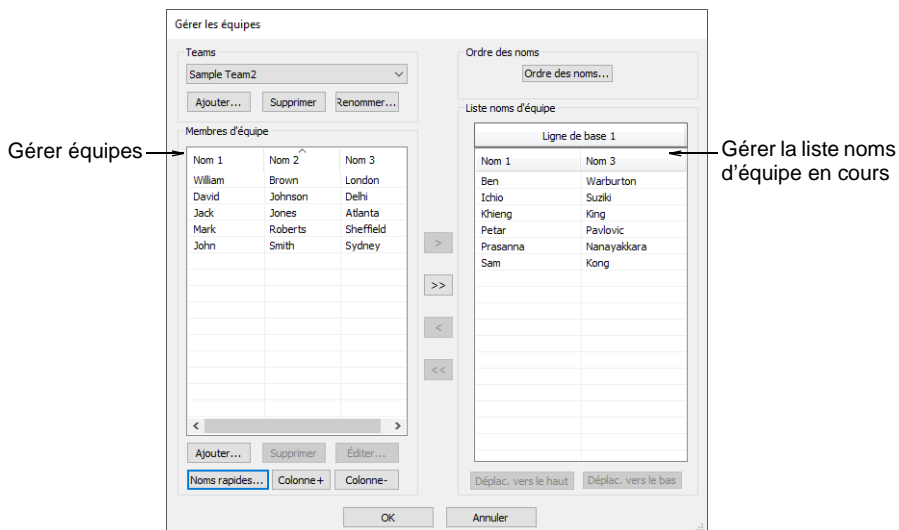 Gérer les équipes
Teams
Sample Team2
Ajouter...
Supprimer
Renommer...
Membres d'équipe
Nom 1 Nom 2 Nom 3
William Brown London
David Johnson Delhi
Jack Jones Atlanta
Mark Roberts Sheffield
John Smith Sydney
Ajouter...
Supprimer
Éditer...
Noms rapides...
Colonne+
Colonne-
>
>>
<
<<
Ordre des noms
Ordre des noms...
Liste noms d'équipe
Ligne de base 1
Nom 1 Nom 3
Ben Warburton
Ichio Suziki
Khieng King
Petar Pavlovic
Prasanna Nanayakkara
Sam Kong
Déplac. vers le haut
Déplac. vers le bas
OK
Annuler
Gérer équipes
Gérer la liste noms
d'équipe en cours